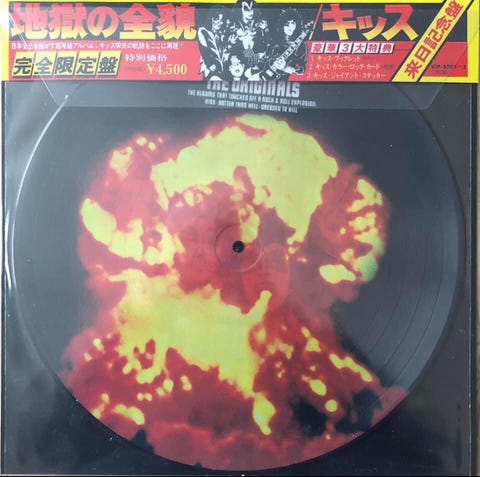 地獄の全貌/キッス
日本全土を揺がす超弩級アルバム。キッス栄光の軌跡をここに再現!
完全限定盤 特別価格 ¥4,500
豪華3大特典
1 キッス・ブックレット
2 キッス・カラー・ロック・カード
3 キッス・ジャイアント・ステッカー
来日記念盤
THE ORIGINALS
THE ALBUMS THAT TOUCHED OFF A ROCK & ROLL EXPLOSION:
KISS•HOTTER THAN HELL•DRESSED TO KILL